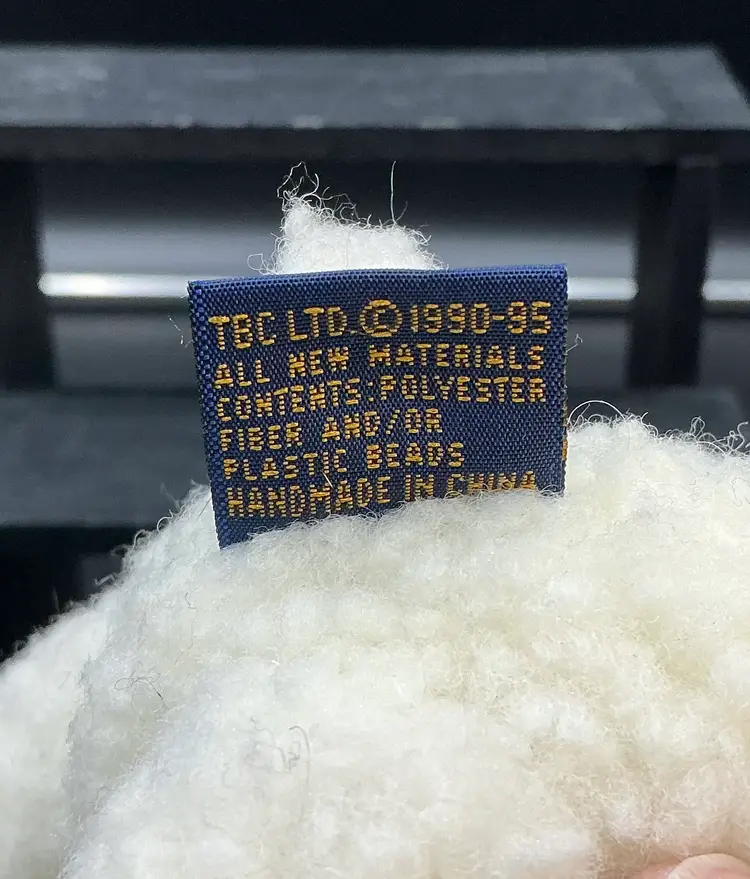 TBC LTD. © 1990-95
ALL NEW MATERIALS
CONTENTS: POLYESTER
FIBER AND/OR
PLASTIC BEADS
HANDMADE IN CHINA